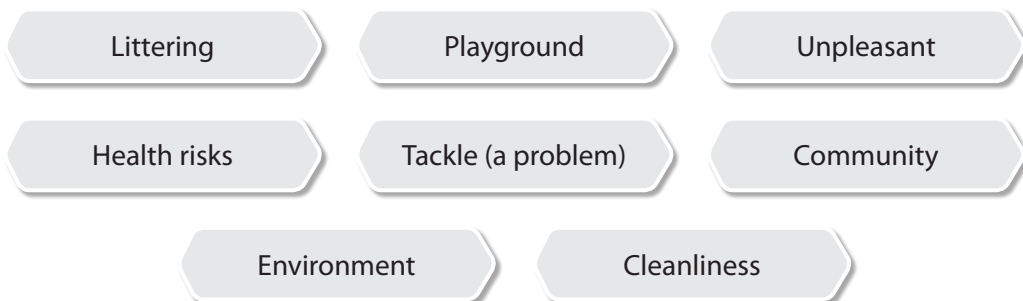 Littering
Playground
Unpleasant
Health risks
Tackle (a problem)
Community
Environment
Cleanliness